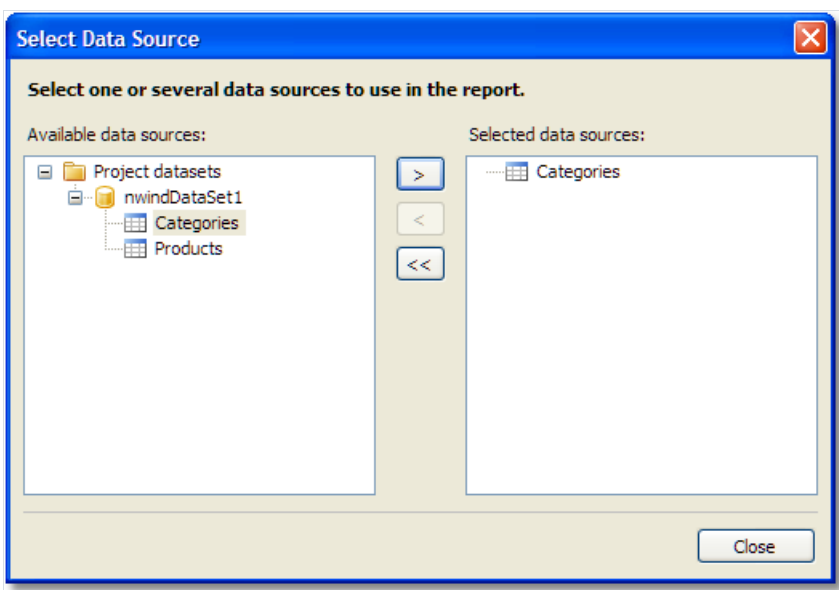 Select Data Source
Select one or several data sources to use in the report.
Available data sources:
Selected data sources:
Project datasets
nwindDataSet1
Categories
Products
>
<
<<
Categories
Close